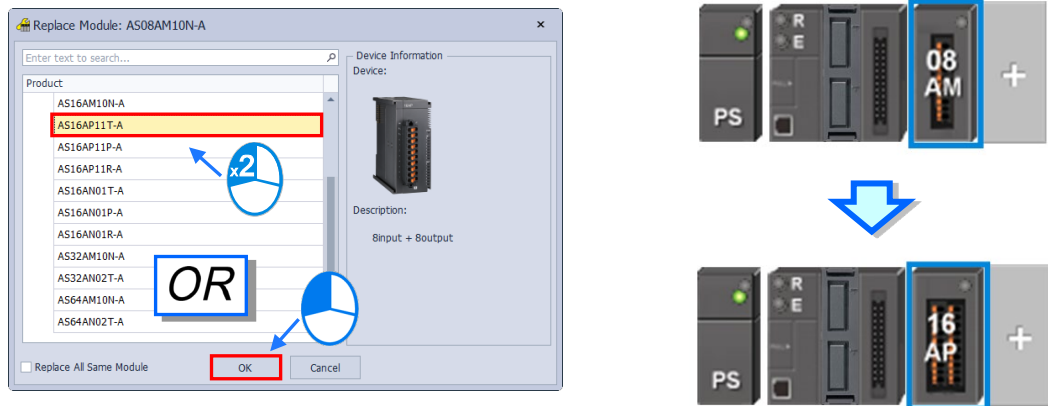 Replace Module: AS08AM10N-A
Enter text to search...
Product
AS16AM10N-A
AS16AP11T-A
AS16AP11P-A
AS16AP11R-A
AS16AN01T-A
AS16AN01P-A
AS16AN01R-A
AS32AM10N-A
AS32AN02T-A
AS64AM10N-A
AS64AN02T-A
x2
OR
Device Information
Device:
Description:
8input + 8output
Replace All Same Module
OK
Cancel
PS
R
E
08
AM
+
PS
R
E
16
AP
+